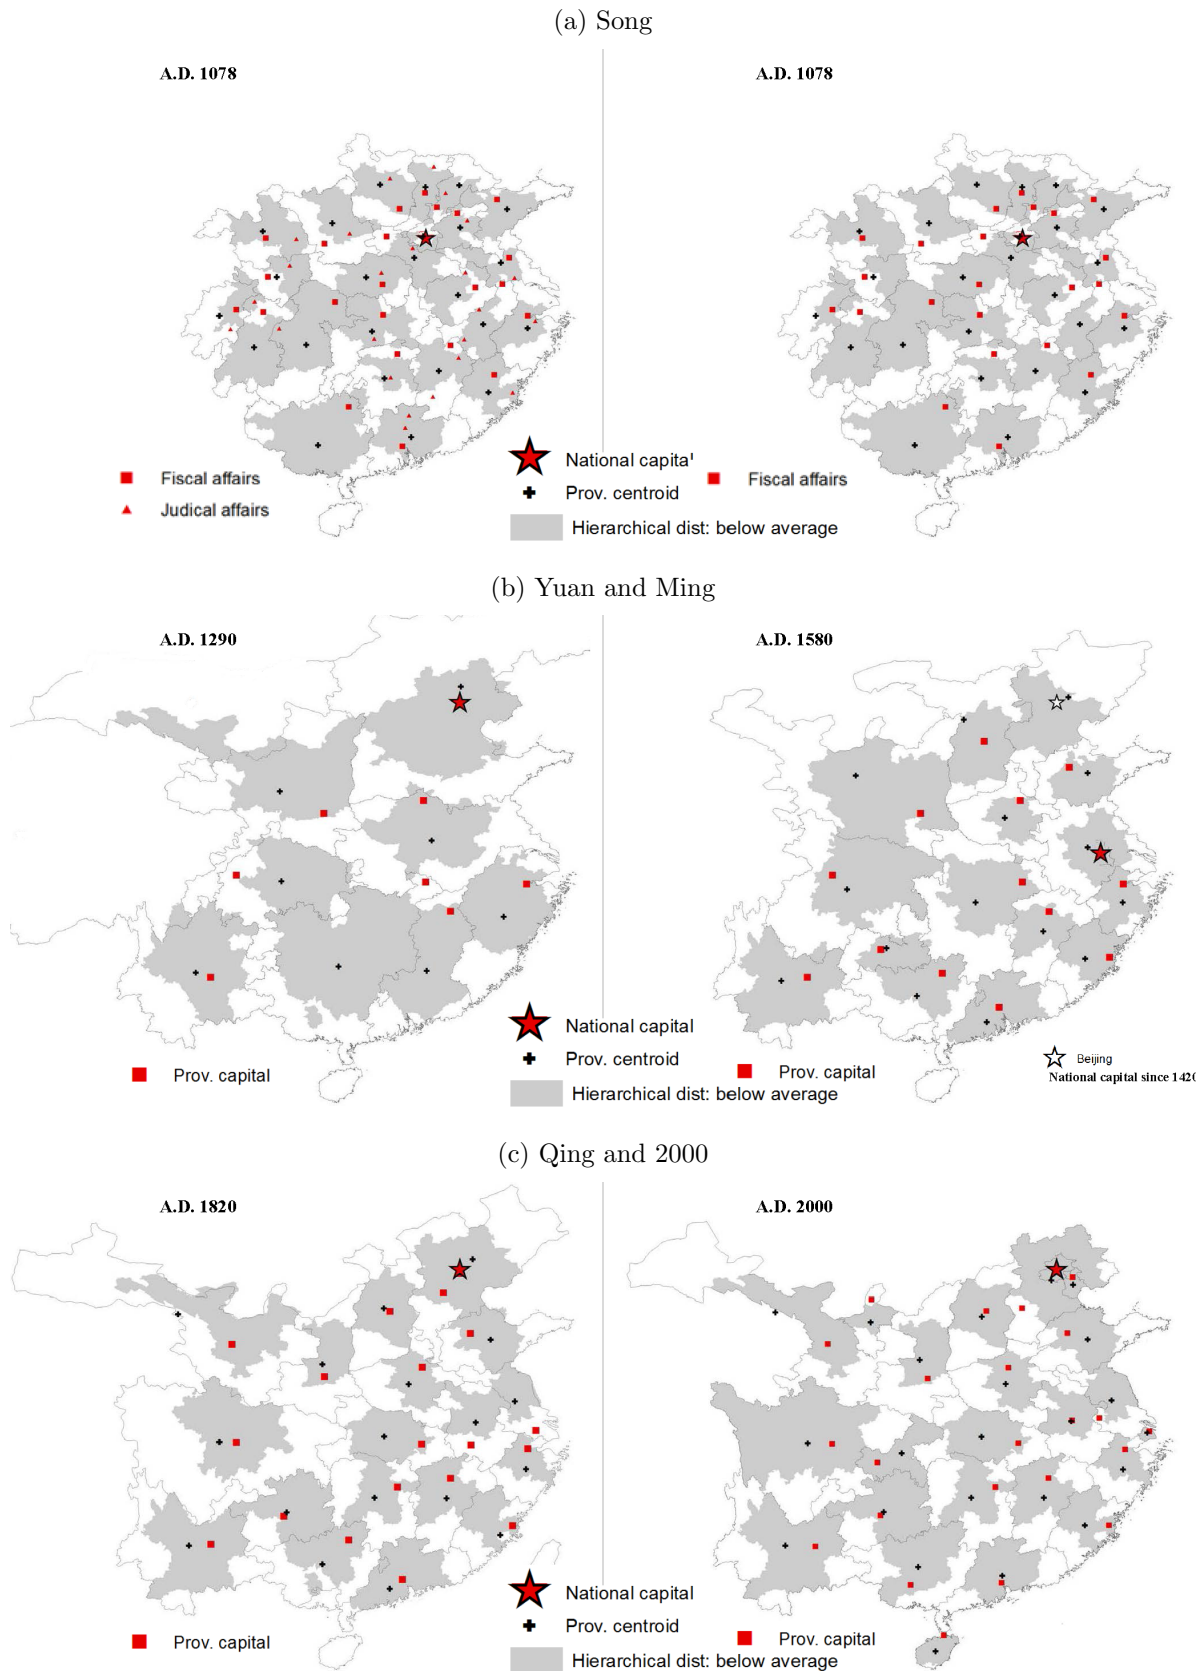 (a) Song
A.D. 1078
A.D. 1078
National capital
Fiscal affairs
Fiscal affairs
Prov. centroid
Judical affairs
Hierarchical dist: below average
(b) Yuan and Ming
A.D. 1290
A.D. 1580
National capital
Prov. centroid
Beijing
Prov. capital
Prov. capital
National capital since 1420
Hierarchical dist: below average
(c) Qing and 2000
A.D. 1820
A.D. 2000
National capital
Prov. centroid
Prov. capital
Prov. capital
Hierarchical dist: below average